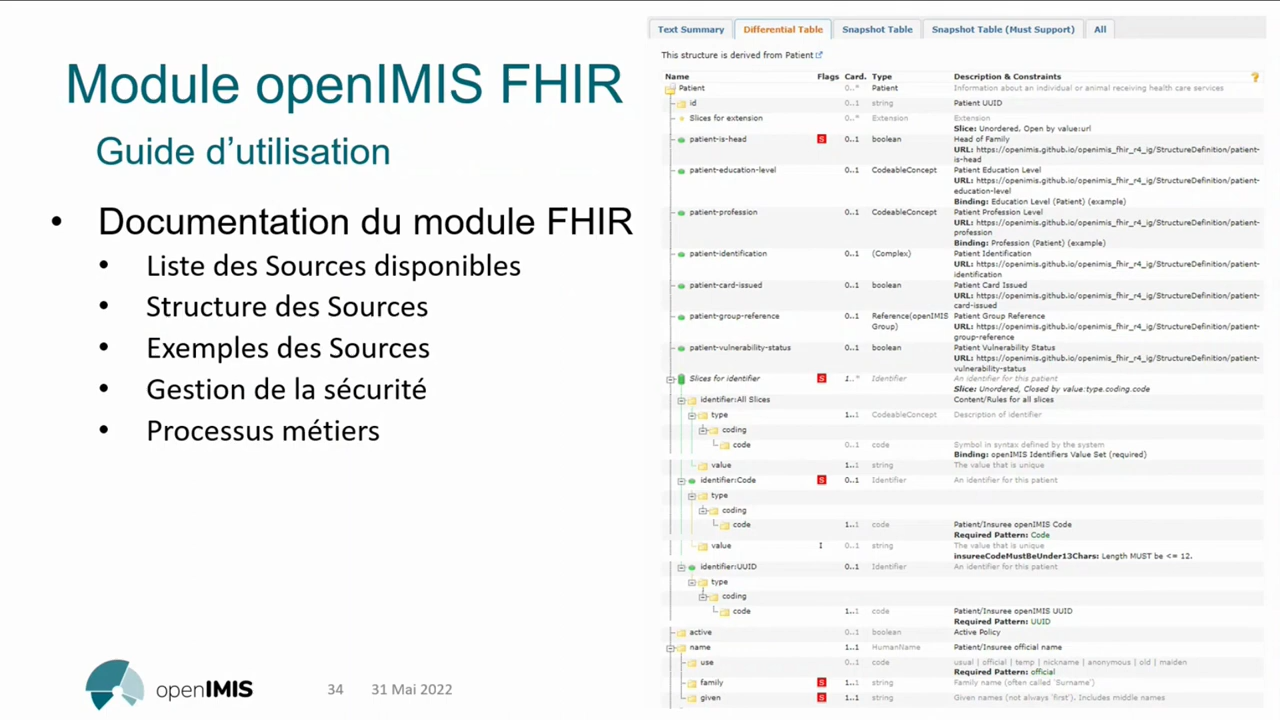 Module openIMIS FHIR
Guide d'utilisation
• Documentation du module FHIR
• Liste des Sources disponibles
• Structure des Sources
• Exemples des Sources
• Gestion de la sécurité
• Processus métiers
openIMIS 34 31 Mai 2022
Text Summary Differential Table Snapshot Table Snapshot Table (Must Support) All
This structure is derived from Patient
Name Flags Card. Type Description & Constraints ?
Patient 0..* Patient Information about an individual or animal receiving health care services
id 0..1 string Patient UUID
Slices for extension 0..* Extension Extension
Slice: Unordered, Open by value:url
patient-is-head S 0..1 boolean Head of Family
URL: https://openimis.github.io/openimis_fhir_r4_ig/StructureDefinition/patient-
is-head
patient-education-level 0..1 CodeableConcept Patient Education Level
URL: https://openimis.github.io/openimis_fhir_r4_ig/StructureDefinition/patient-
education-level
Binding: Education Level (Patient) (example)
patient-profession 0..1 CodeableConcept Patient Profession Level
URL: https://openimis.github.io/openimis_fhir_r4_ig/StructureDefinition/patient-
profession
Binding: Profession (Patient) (example)
patient-identification 0..1 (Complex) Patient Identification
URL: https://openimis.github.io/openimis_fhir_r4_ig/StructureDefinition/patient-
identification
patient-card-issued 0..1 boolean Patient Card Issued
URL: https://openimis.github.io/openimis_fhir_r4_ig/StructureDefinition/patient-
card-issued
patient-group-reference 0..1 Reference(openIMIS Patient Group Reference
Group) URL: https://openimis.github.io/openimis_fhir_r4_ig/StructureDefinition/patient-
group-reference
patient-vulnerability-status 0..1 boolean Patient Vulnerability Status
URL: https://openimis.github.io/openimis_fhir_r4_ig/StructureDefinition/patient-
vulnerability-status
Slices for identifier S 1..* Identifier An identifier for this patient
Slice: Unordered, Closed by value:type.coding.code
identifier:All Slices Content/Rules for all slices
type 1..1 CodeableConcept Description of identifier
coding
code 0..1 code Symbol in syntax defined by the system
Binding: openIMIS Identifiers Value Set (required)
value 1..1 string The value that is unique
identifier:Code S 0..1 Identifier An identifier for this patient
type
coding
code 1..1 code Patient/Insuree openIMIS Code
Required Pattern: Code
value I 0..1 string The value that is unique
insureeCodeMustBeUnder13Chars: Length MUST be <= 12.
identifier:UUID 0..1 Identifier An identifier for this patient
type
coding
code 1..1 code Patient/Insuree openIMIS UUID
Required Pattern: UUID
active 0..1 boolean Active Policy
name 1..1 HumanName Patient/Insuree official name
use 0..1 code usual | official | temp | nickname | anonymous | old | maiden
Required Pattern: official
family S 1..1 string Family name (often called 'Surname')
given S 1..1 string Given names (not always 'first'). Includes middle names